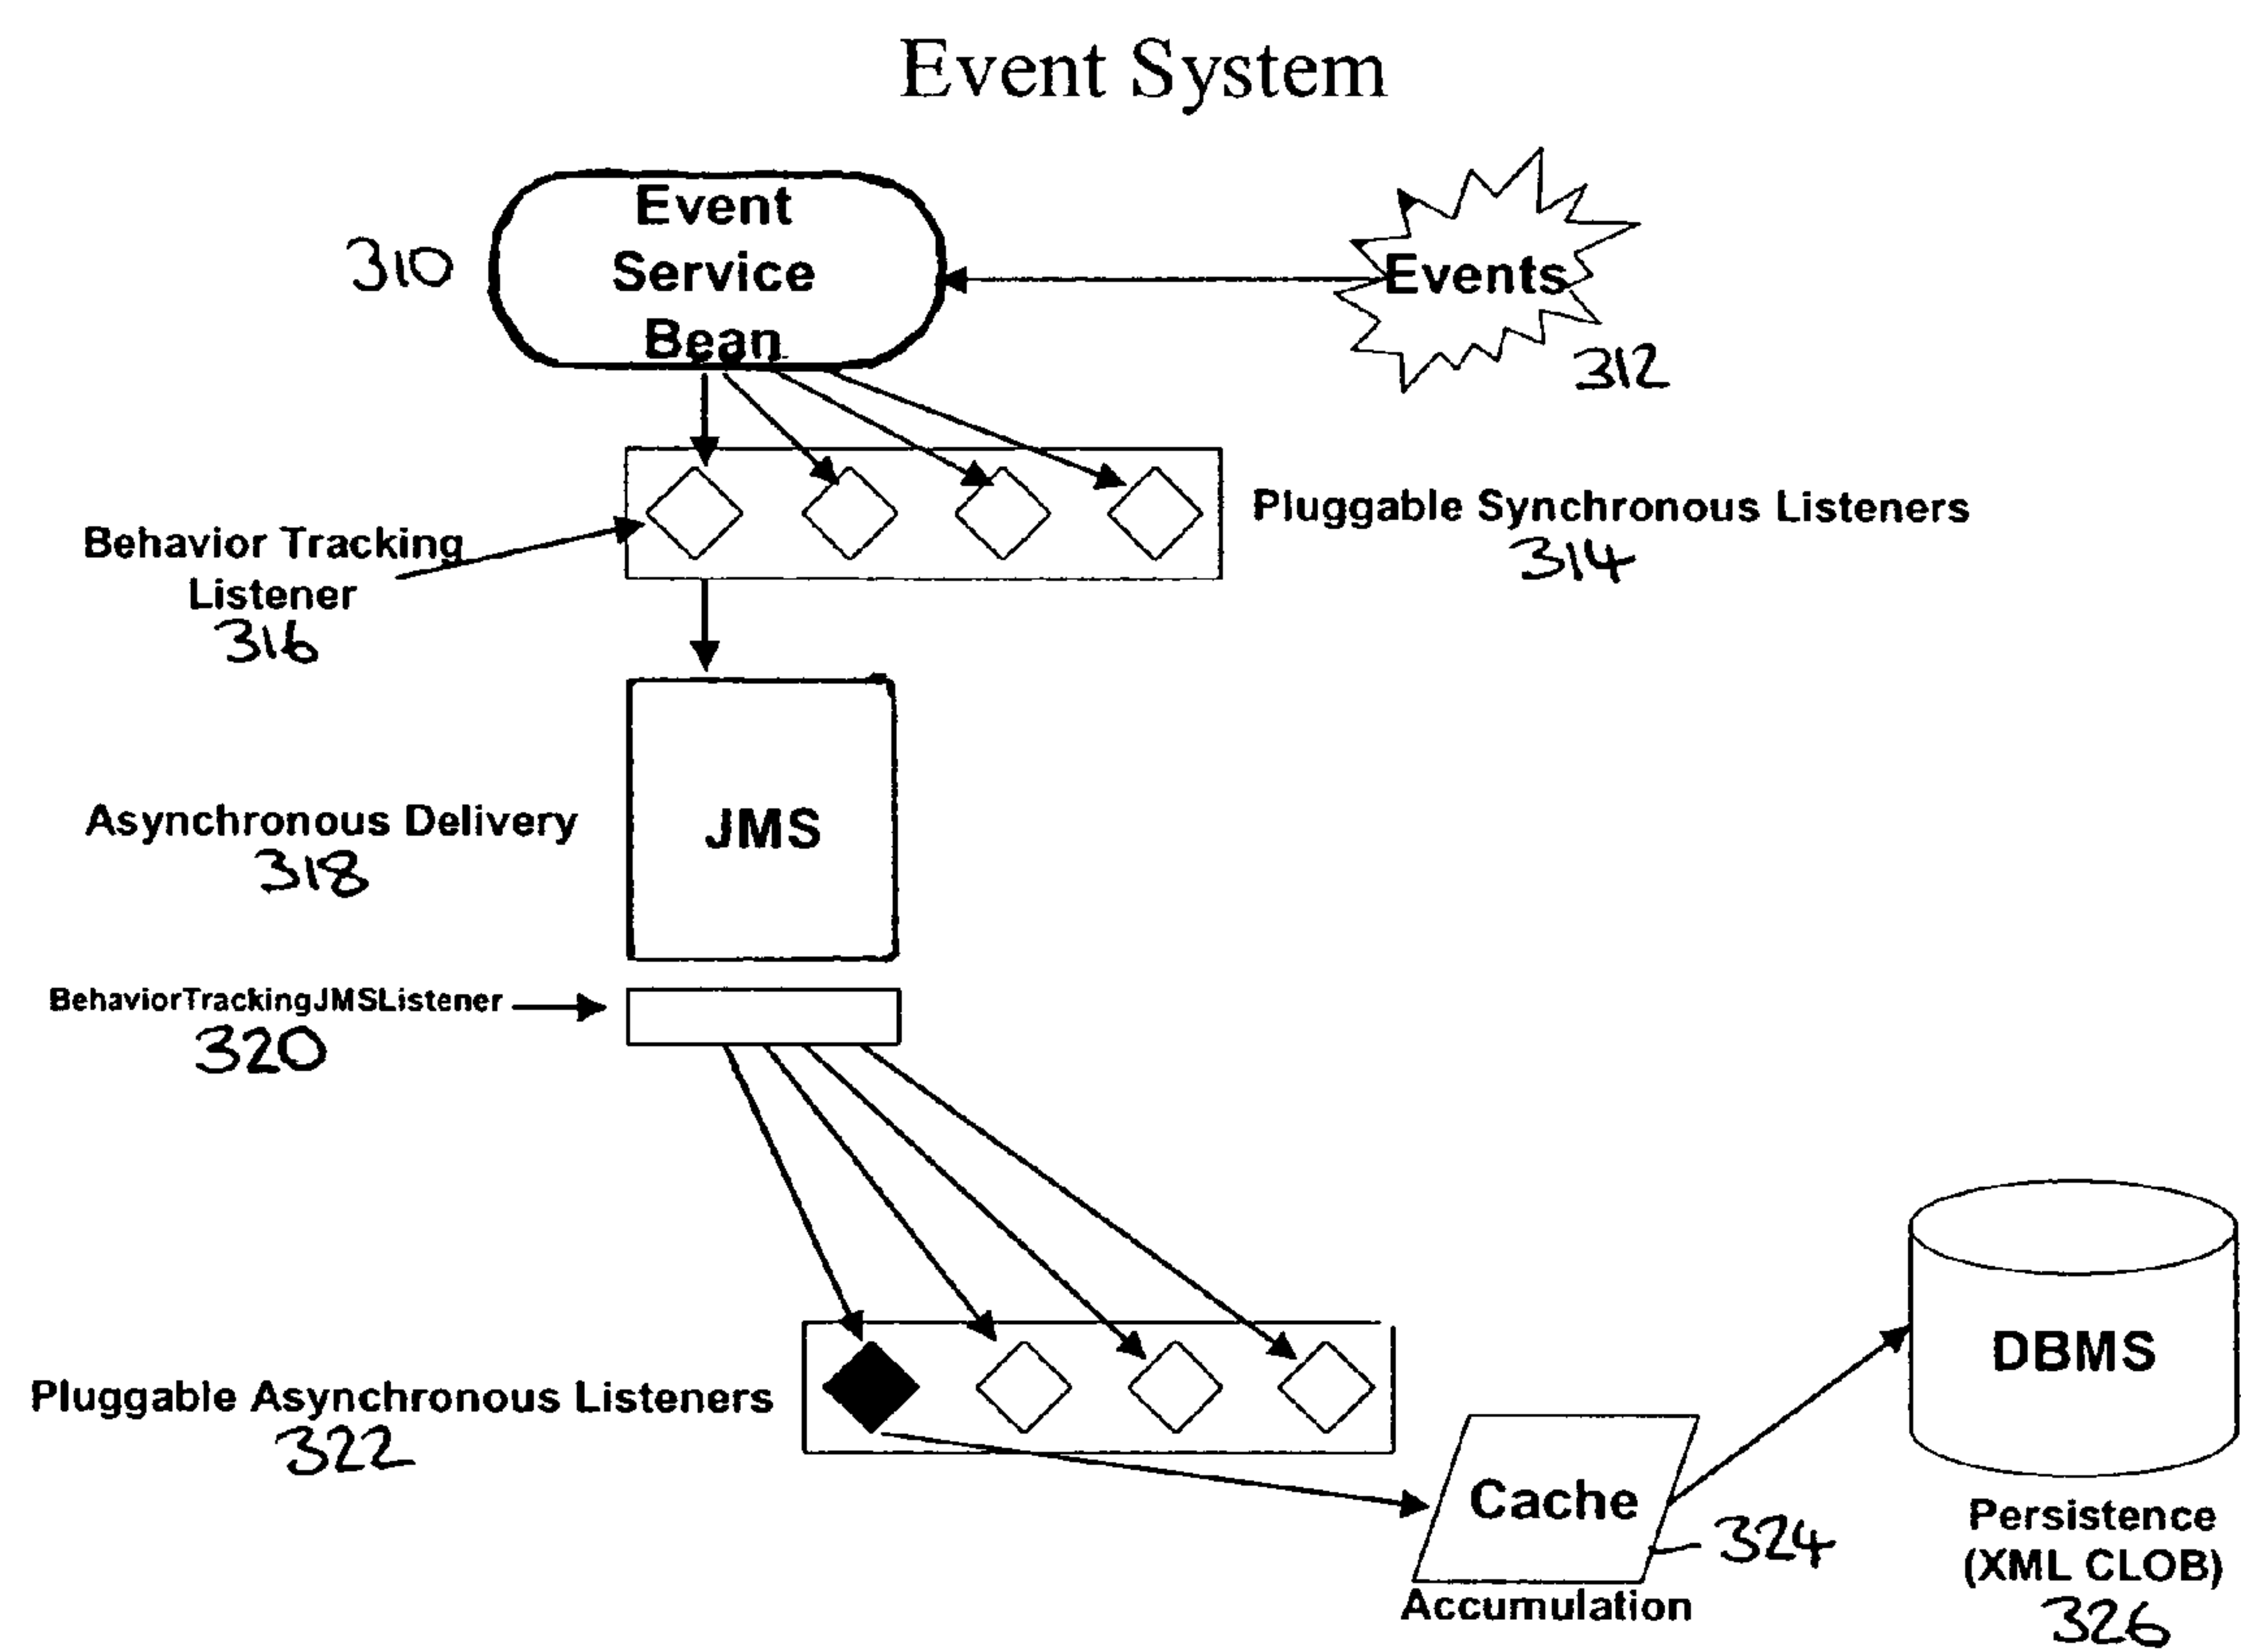 Event System
Event
Service
Bean
310
Events
312
Pluggable Synchronous Listeners
314
Behavior Tracking
Listener
316
JMS
Asynchronous Delivery
318
BehaviorTrackingJMSListener
320
Pluggable Asynchronous Listeners
322
Cache
324
Accumulation
DBMS
Persistence
(XML CLOB)
326